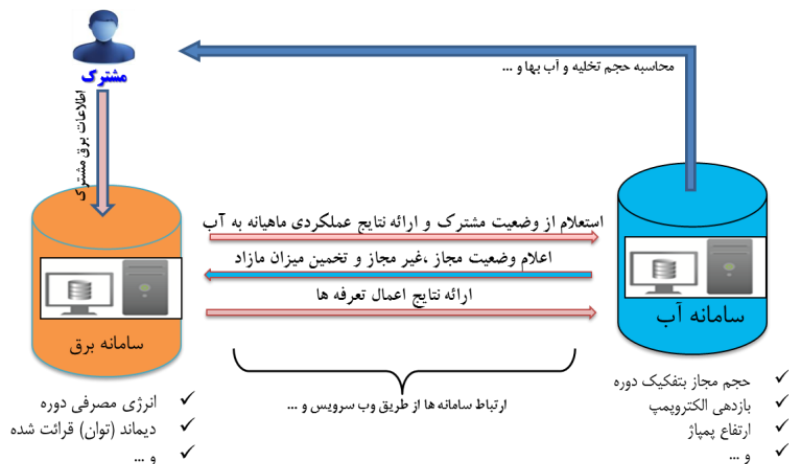 مشترک
محاسبه حجم تخلیه و آب بها و ...
اطلاعات برق مشترک
استعلام از وضعیت مشترک و ارائه نتایج عملکردی ماهیانه به آب
اعلام وضعیت مجاز ،غیر مجاز و تخمین میزان مازاد
ارائه نتایج اعمال تعرفه ها
سامانه آب
سامانه برق
ارتباط سامانه ها از طریق وب سرویس و ...
✓ حجم مجاز بتفکیک دوره
✓ بازدهی الکتروپمپ
✓ ارتفاع پمپاژ
✓ و ...
✓ انرژی مصرفی دوره
✓ دیماند (توان) قرائت شده
✓ و ...